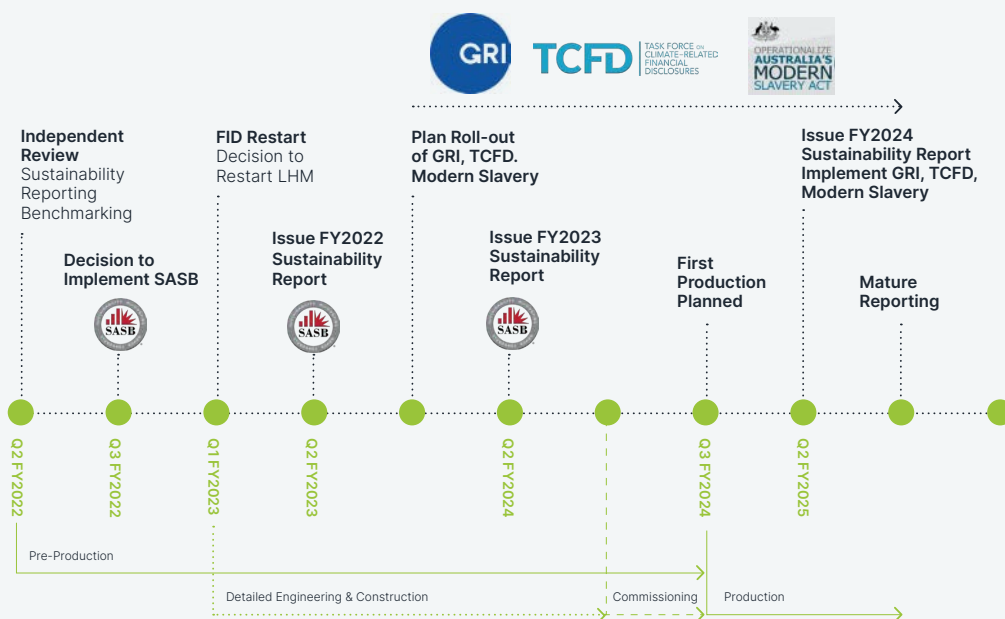 GRI
TCFD
TASK FORCE ON
CLIMATE-RELATED
FINANCIAL
DISCLOSURES
OPERATIONALIZE
AUSTRALIA'S
MODERN
SLAVERY ACT
Independent
Review
Sustainability
Reporting
Benchmarking
FID Restart
Decision to
Restart LHM
Plan Roll-out
of GRI, TCFD.
Modern Slavery
Issue FY2024
Sustainability Report
Implement GRI, TCFD,
Modern Slavery
Decision to
Implement SASB
SASB
Issue FY2022
Sustainability
Report
SASB
Issue FY2023
Sustainability
Report
SASB
First
Production
Planned
Mature
Reporting
Q2 FY2022
Q3 FY2022
Q1 FY2023
Q2 FY2023
Q2 FY2024
Q3 FY2024
Q2 FY2025
Pre-Production
Detailed Engineering & Construction
Commissioning
Production